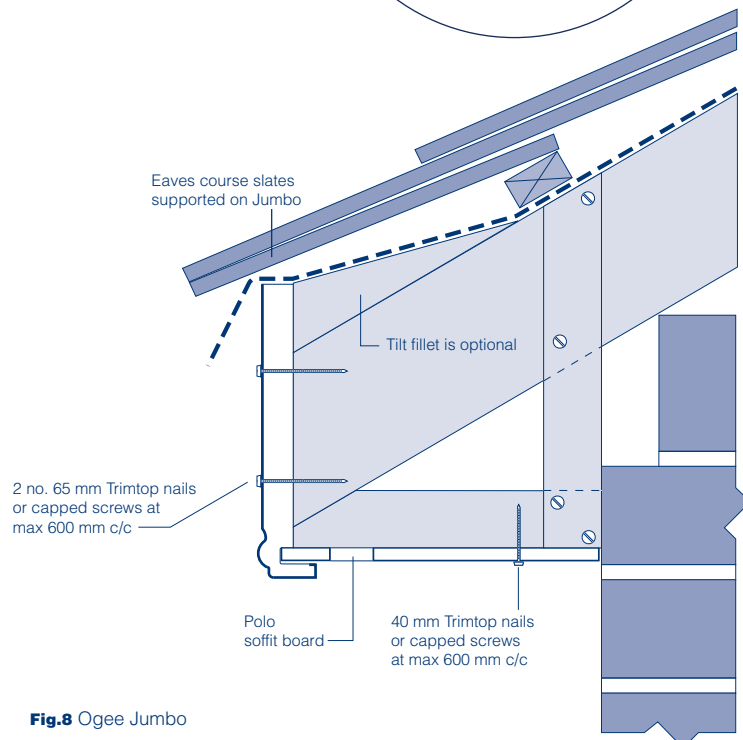 Eaves course slates
supported on Jumbo
Tilt fillet is optional
2 no. 65 mm Trimtop nails
or capped screws at
max 600 mm c/c
Polo
soffit board
40 mm Trimtop nails
or capped screws
at max 600 mm c/c
Fig.8 Ogee Jumbo